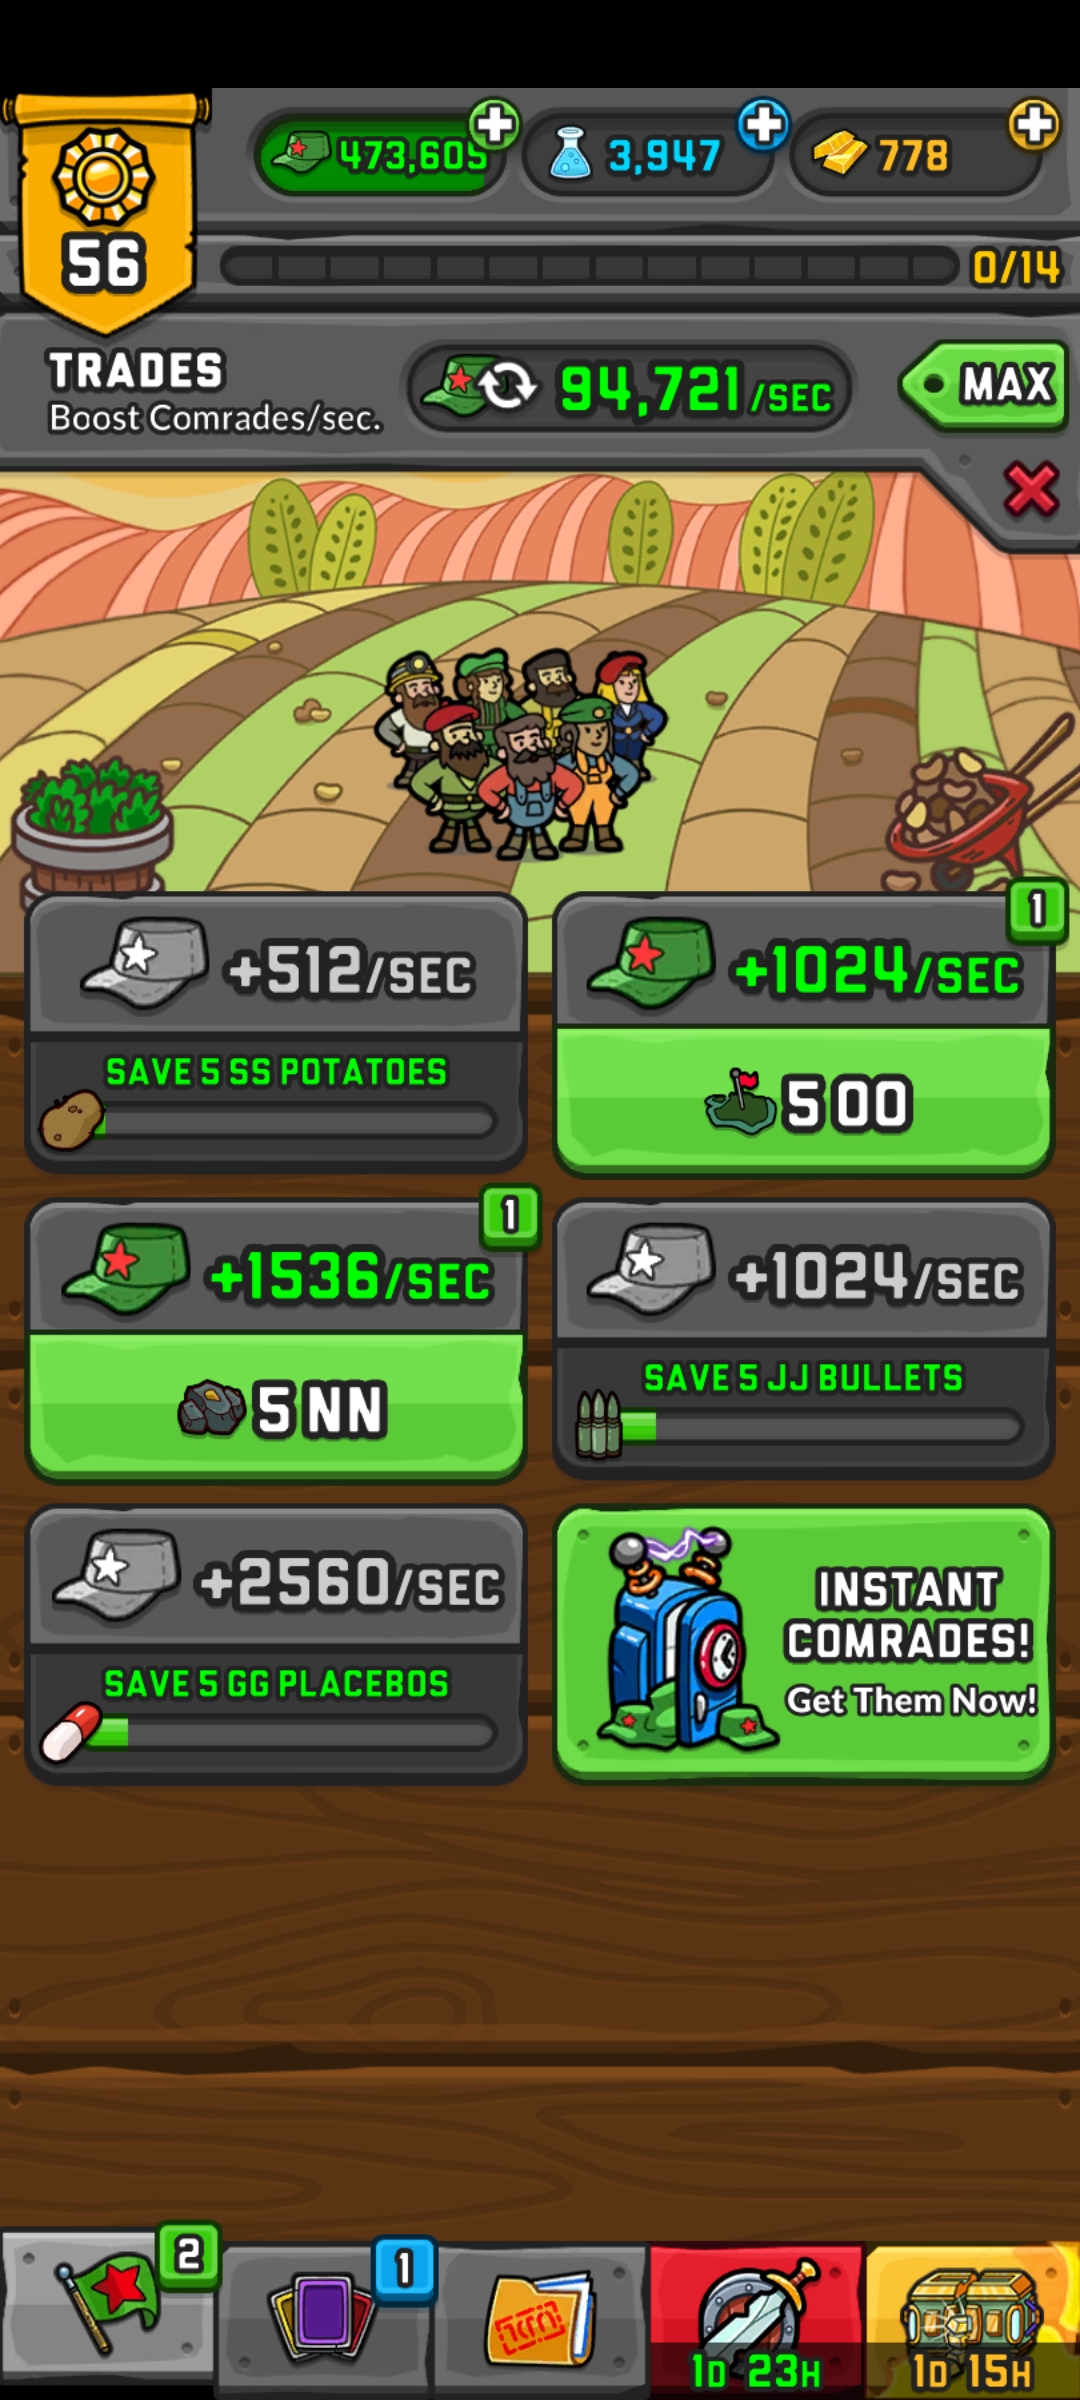 473,605
3,947
778
56
0/14
TRADES
Boost Comrades/sec.
94,721/SEC
MAX
+512/SEC
SAVE 5 SS POTATOES
1
+1024/SEC
500
1
+1536/SEC
5 NN
+1024/SEC
SAVE 5 JJ BULLETS
+2560/SEC
SAVE 5 GG PLACEBOS
INSTANT
COMRADES!
Get Them Now!
2
1
1D 23H
1D 15H